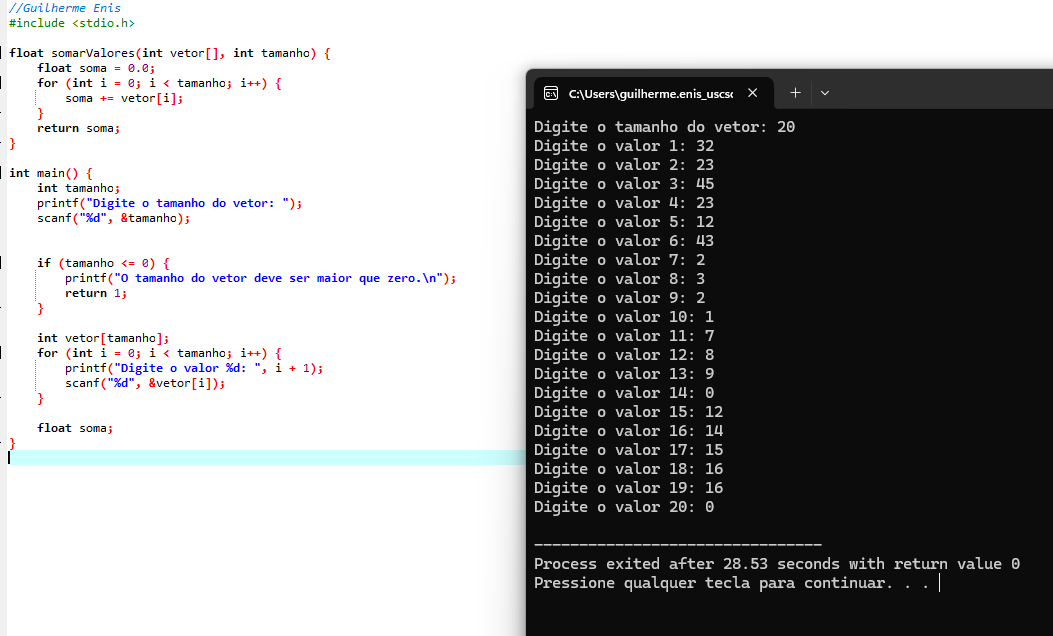 //Guilherme Enis
#include <stdio.h>
float somarValores(int vetor[], int tamanho) {
float soma = 0.0;
for (int i = 0; i < tamanho; i++) {
soma += vetor[i];
}
return soma;
}
int main() {
int tamanho;
printf("Digite o tamanho do vetor: ");
scanf("%d", &tamanho);
if (tamanho <= 0) {
printf("O tamanho do vetor deve ser maior que zero.\n");
return 1;
}
int vetor[tamanho];
for (int i = 0; i < tamanho; i++) {
printf("Digite o valor %d: ", i + 1);
scanf("%d", &vetor[i]);
}
float soma;
}
C:\Users\guilherme.enis_uscsc
Digite o tamanho do vetor: 20
Digite o valor 1: 32
Digite o valor 2: 23
Digite o valor 3: 45
Digite o valor 4: 23
Digite o valor 5: 12
Digite o valor 6: 43
Digite o valor 7: 2
Digite o valor 8: 3
Digite o valor 9: 2
Digite o valor 10: 1
Digite o valor 11: 7
Digite o valor 12: 8
Digite o valor 13: 9
Digite o valor 14: 0
Digite o valor 15: 12
Digite o valor 16: 14
Digite o valor 17: 15
Digite o valor 18: 16
Digite o valor 19: 16
Digite o valor 20: 0
--------------------------------
Process exited after 28.53 seconds with return value 0
Pressione qualquer tecla para continuar. . .